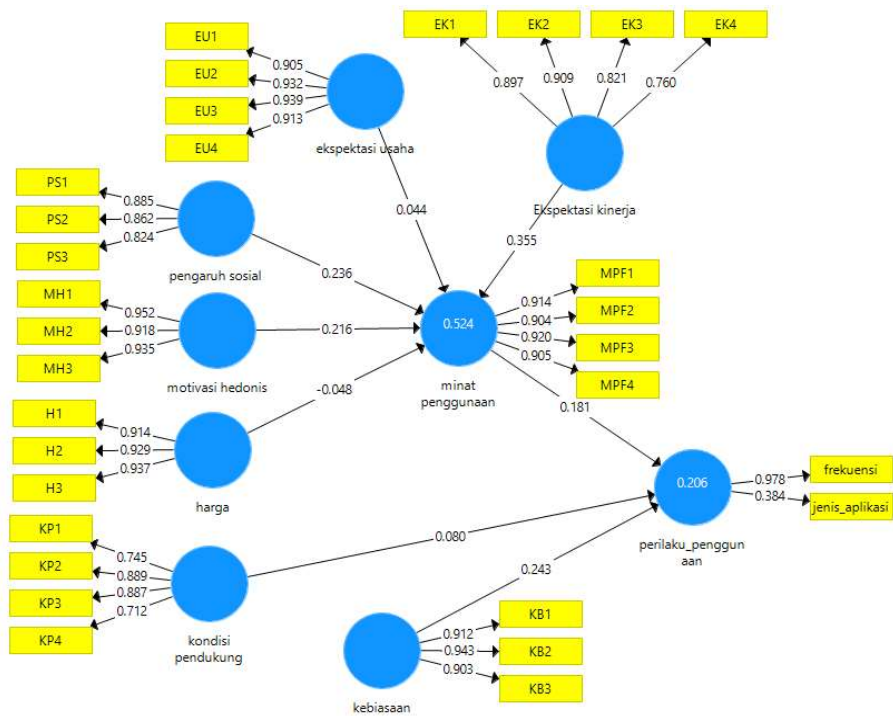 EK1
EK2
EK3
EK4
0.897
0.909
0.821
0.760
Ekspektasi kinerja
0.355
EU1
EU2
EU3
EU4
0.905
0.932
0.939
0.913
ekspektasi usaha
0.044
PS1
PS2
PS3
0.885
0.862
0.824
pengaruh sosial
0.236
MH1
MH2
MH3
0.952
0.918
0.935
motivasi hedonis
0.216
H1
H2
H3
0.914
0.929
0.937
harga
-0.048
0.524
minat
penggunaan
MPF1
MPF2
MPF3
MPF4
0.914
0.904
0.920
0.905
0.181
KP1
KP2
KP3
KP4
0.745
0.889
0.887
0.712
kondisi
pendukung
0.080
0.206
perilaku_penggun
aan
0.978
0.384
frekuensi
jenis_aplikasi
0.243
KB1
KB2
KB3
0.912
0.943
0.903
kebiasaan